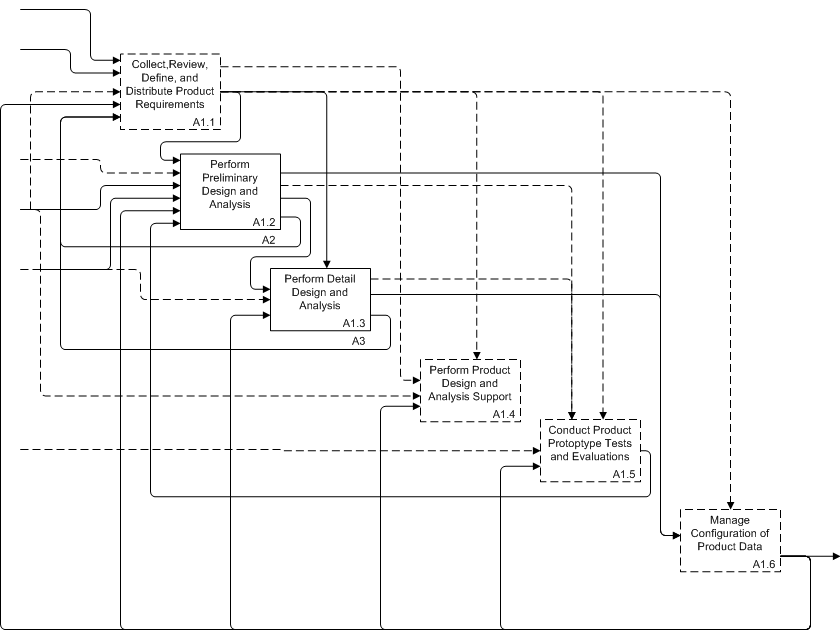 Collect,Review,
Define, and
Distribute Product
Requirements
A1.1
Perform
Preliminary
Design and
Analysis
A1.2
A2
Perform Detail
Design and
Analysis
A1.3
A3
Perform Product
Design and
Analysis Support
A1.4
Conduct Product
Protoptype Tests
and Evaluations
A1.5
Manage
Configuration of
Product Data
A1.6